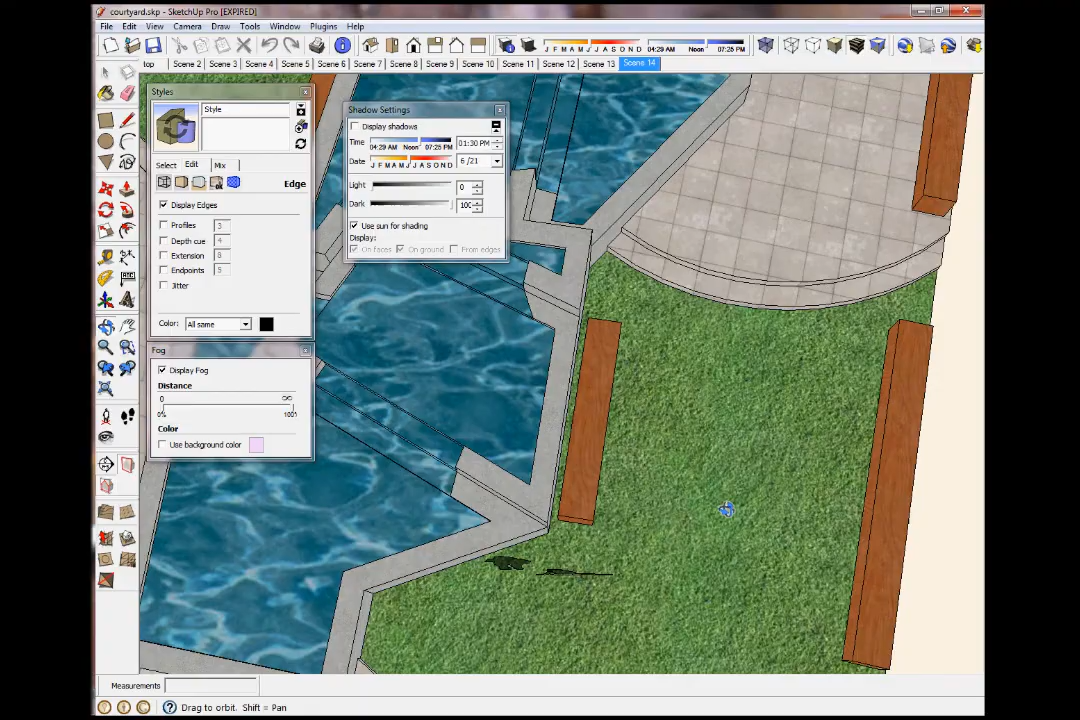 courtyard.skp - SketchUp Pro [EXPIRED]
File Edit View Camera Draw Tools Window Plugins Help
J F M A M J J A S O N D 04:29 AM Noon 07:25 PM
top Scene 2 Scene 3 Scene 4 Scene 5 Scene 6 Scene 7 Scene 8 Scene 9 Scene 10 Scene 11 Scene 12 Scene 13 Scene 14
Styles
Style
Select Edit Mix
Edge
Display Edges
Profiles 3
Depth cue 4
Extension 8
Endpoints 5
Jitter
Color: All same
Fog
Display Fog
Distance
0 ∞
0% 100%
Color
Use background color
Shadow Settings
Display shadows
Time 04:29 AM Noon 07:25 PM 01:30 PM
Date J F M A M J J A S O N D 6/21
Light 0
Dark 100
Use sun for shading
Display:
On faces On ground From edges
Measurements
Drag to orbit. Shift = Pan